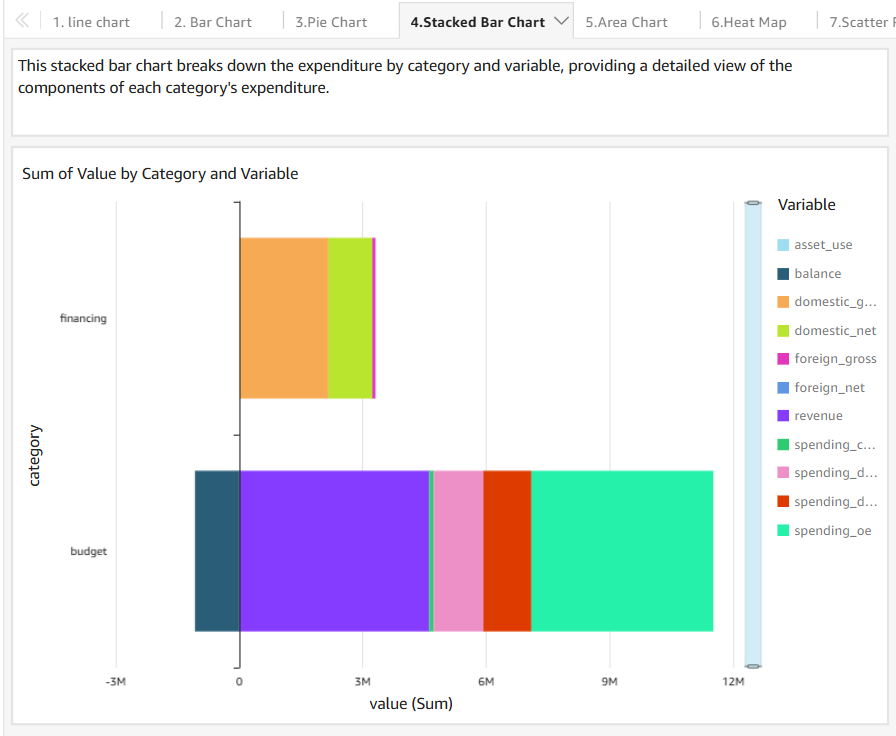 1. line chart
2. Bar Chart
3.Pie Chart
4.Stacked Bar Chart
5.Area Chart
6.Heat Map
7.Scatter
This stacked bar chart breaks down the expenditure by category and variable, providing a detailed view of the
components of each category's expenditure.
Sum of Value by Category and Variable
Variable
asset_use
balance
domestic_g...
domestic_net
foreign_gross
foreign_net
revenue
spending_c...
spending_d...
spending_d...
spending_oe
category
financing
budget
-3M
0
3M
6M
9M
12M
value (Sum)